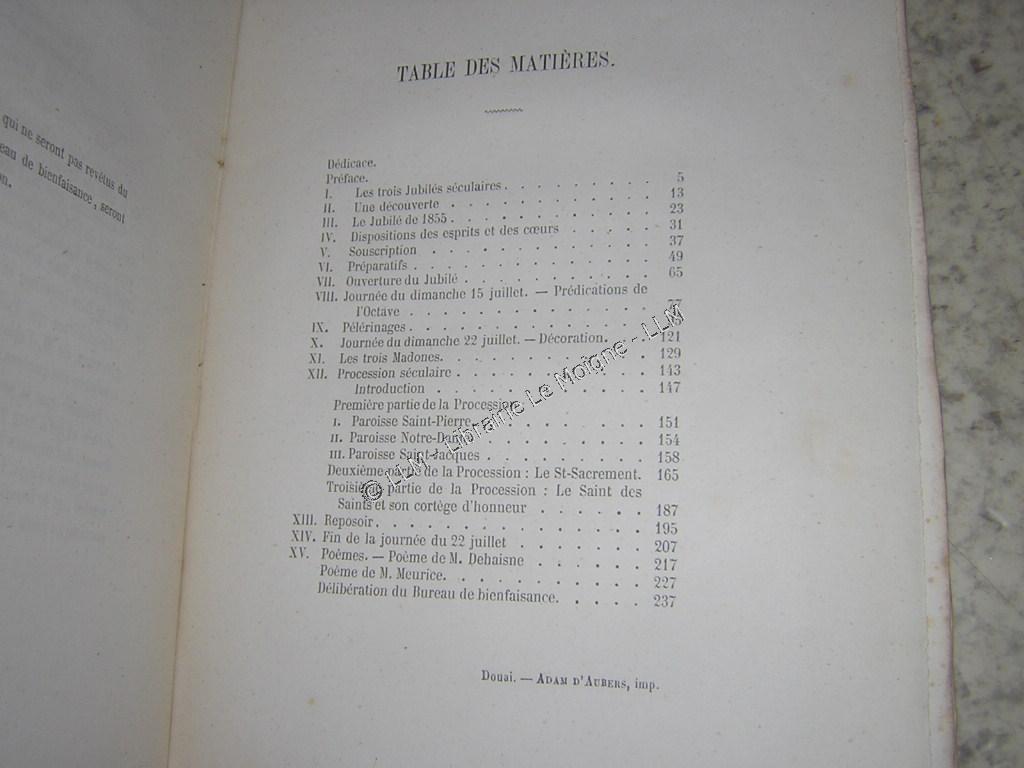 qui ne seront pas revêtus du
eau de bienfaisance, seront
on.
TABLE DES MATIÈRES.
Dédicace.
Préface.
I. Les trois Jubilés séculaires . . . . . . . . 5
II. Une découverte . . . . . . . . . . 13
III. Le Jubilé de 1855 . . . . . . . . . . 23
IV. Dispositions des esprits et des cœurs . . . . . 31
V. Souscription . . . . . . . . . . 37
VI. Préparatifs . . . . . . . . . . 49
VII. Ouverture du Jubilé . . . . . . . . . 65
VIII. Journée du dimanche 15 juillet. — Prédications de
l'Octave . . . . . . . . . . . 77
IX. Pélérinages . . . . . . . . . .
X. Journée du dimanche 22 juillet. — Décoration. . . 121
XI. Les trois Madones. . . . . . . . . . 129
XII. Procession séculaire . . . . . . . . . 143
Introduction . . . . . . . . . . 147
Première partie de la Procession.
I. Paroisse Saint-Pierre . . . . . . . . 151
II. Paroisse Notre-Dame . . . . . . . . 154
III. Paroisse Saint-Jacques . . . . . . . . 158
Deuxième partie de la Procession : Le St-Sacrement. 165
Troisième partie de la Procession : Le Saint des
Saints et son cortège d'honneur . . . . . . 187
XIII. Reposoir . . . . . . . . . . . . 195
XIV. Fin de la journée du 22 juillet . . . . . . . 207
XV. Poèmes. — Poème de M. Dehaisne . . . . . . 217
Poème de M. Meurice. . . . . . . . . . 227
Délibération du Bureau de bienfaisance. . . . . 237
Douai. — ADAM D'AUBERS, imp.
© LLM - Librairie Le Moigne - LLM